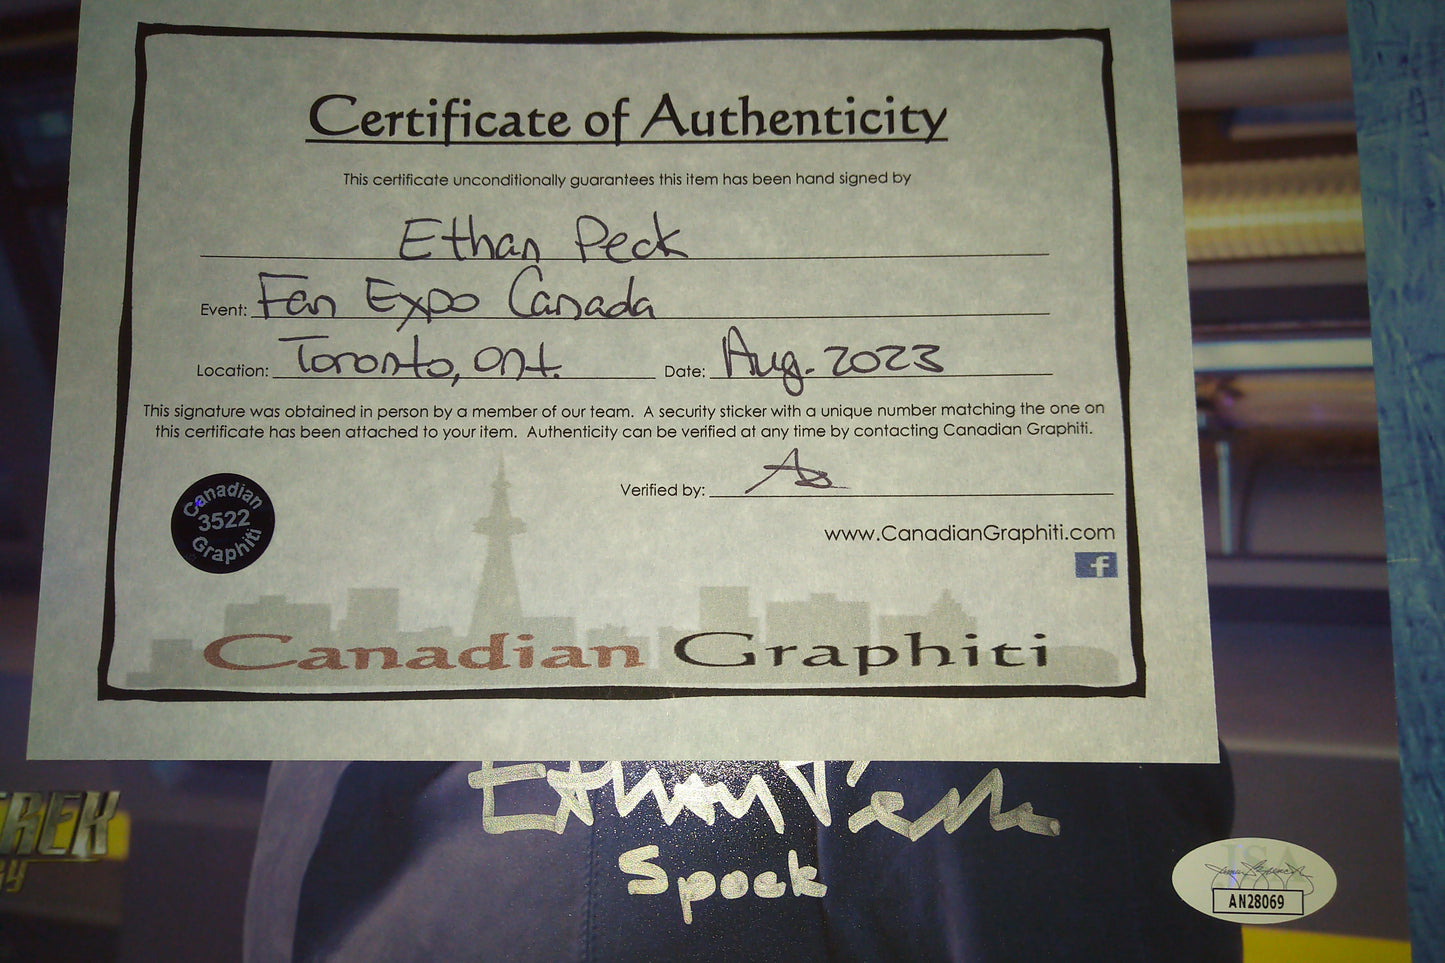 Certificate of Authenticity
This certificate unconditionally guarantees this item has been hand signed by
Ethan Peck
Event: Fan Expo Canada
Location: Toronto, Ont. Date: Aug. 2023
This signature was obtained in person by a member of our team. A security sticker with a unique number matching the one on
this certificate has been attached to your item. Authenticity can be verified at any time by contacting Canadian Graphiti.
Verified by:
Canadian
3522
Graphiti
www.CanadianGraphiti.com
f
Canadian Graphiti
Ethan Peck
Spock
TREK
JSA
AN28069